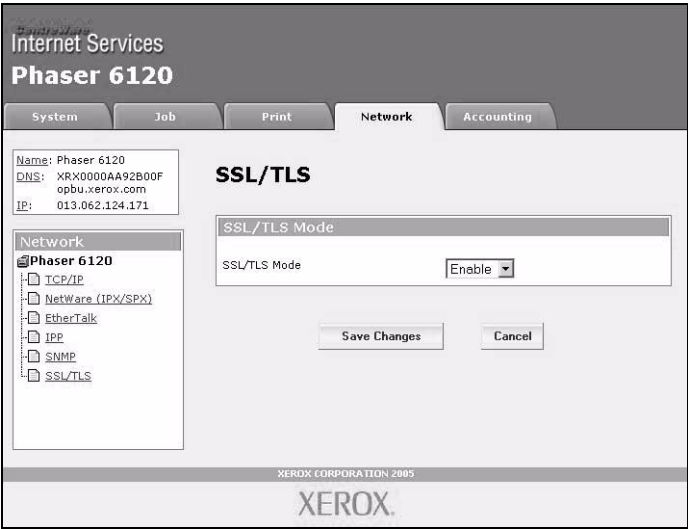 CentreWare
Internet Services
Phaser 6120
System Job Print Network Accounting
Name: Phaser 6120
DNS: XRX0000AA92B00F
opbu.xerox.com
IP: 013.062.124.171
Network
Phaser 6120
TCP/IP
NetWare (IPX/SPX)
EtherTalk
IPP
SNMP
SSL/TLS
SSL/TLS
SSL/TLS Mode
SSL/TLS Mode Enable
Save Changes Cancel
XEROX CORPORATION 2005
XEROX.